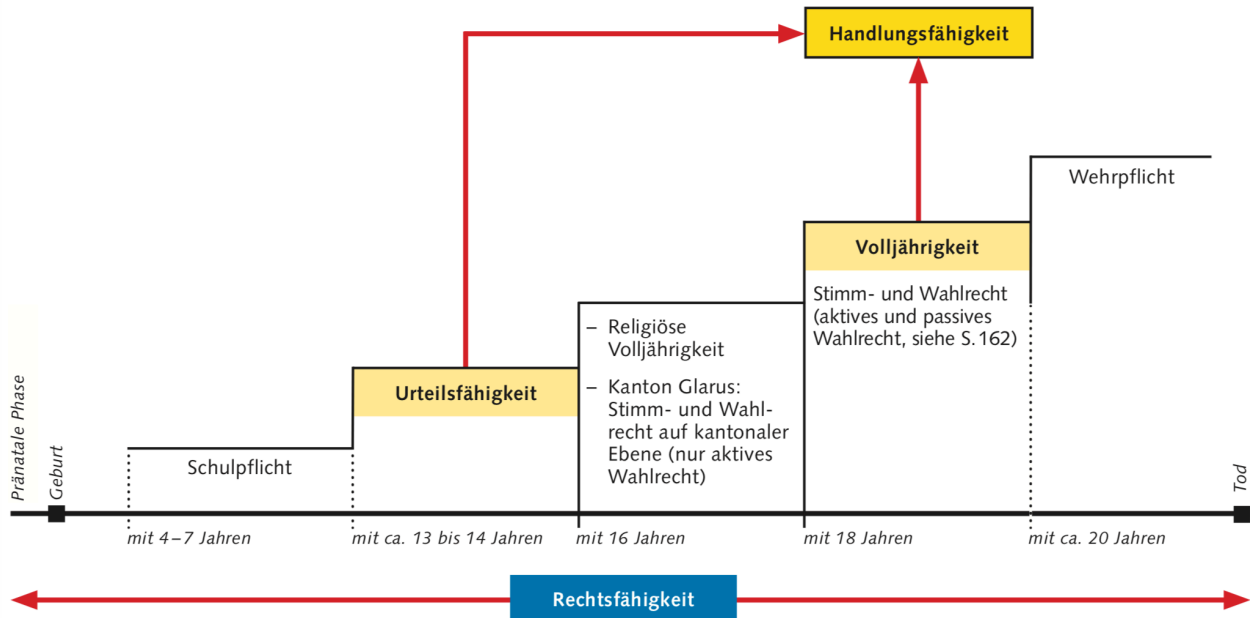 Handlungsfähigkeit
Wehrpflicht
Volljährigkeit
Stimm- und Wahlrecht
(aktives und passives
Wahlrecht, siehe S. 162)
– Religiöse
Volljährigkeit
– Kanton Glarus:
Stimm- und Wahl-
recht auf kantonaler
Ebene (nur aktives
Wahlrecht)
Urteilsfähigkeit
Schulpflicht
Pränatale Phase
Geburt
Tod
mit 4–7 Jahren
mit ca. 13 bis 14 Jahren
mit 16 Jahren
mit 18 Jahren
mit ca. 20 Jahren
Rechtsfähigkeit